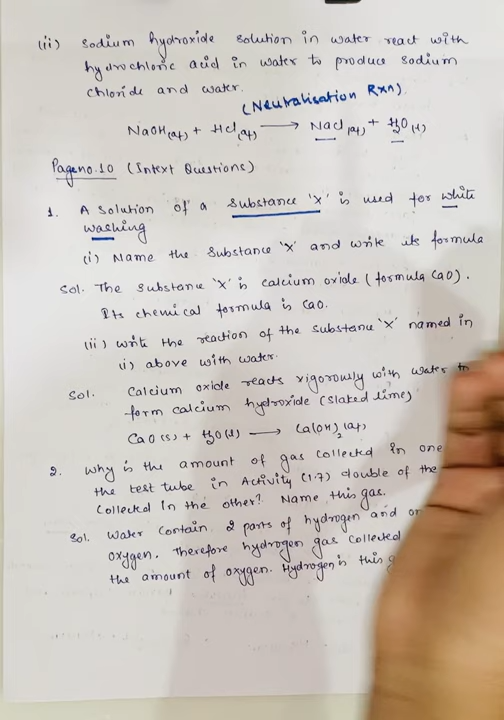 (ii) Sodium hydroxide solution in water react with
hydrochloric acid in water to produce sodium
chloride and water.
(Neutralisation Rxn)
NaOH(aq) + Hcl(aq) → Nacl(aq) + H2O(l)
Page no. 10 (Intext Questions)
1. A solution of a substance 'x' is used for white
washing
(i) Name the substance 'x' and write its formula
Sol. The substance 'x' is calcium oxide (formula CaO).
Its chemical formula is CaO.
(ii) write the reaction of the substance 'x' named in
(i) above with water.
Sol. Calcium oxide reacts vigorously with water to
form calcium hydroxide (Slaked lime)
CaO(s) + H2O(l) → Ca(OH)2(aq)
2. Why is the amount of gas collected in one
the test tube in Activity (1.7) double of the
collected in the other? Name this gas.
Sol. Water contain 2 parts of hydrogen and
oxygen. Therefore hydrogen gas collected
the amount of oxygen. Hydrogen is this